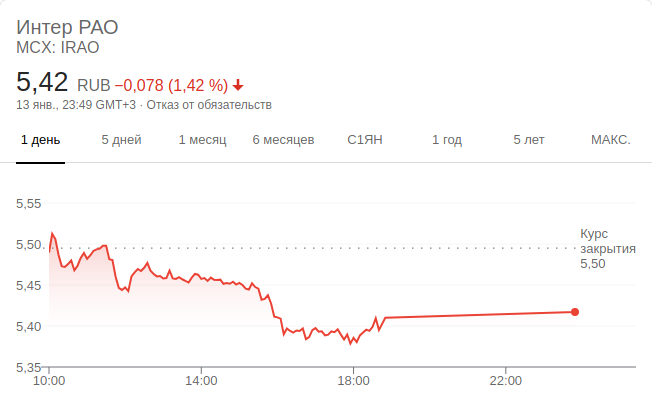 Интер РАО
MCX: IRAO
5,42 RUB −0,078 (1,42 %)
13 янв., 23:49 GMT+3 · Отказ от обязательств
1 день 5 дней 1 месяц 6 месяцев С1ЯН 1 год 5 лет МАКС.
5,55
5,50
5,45
5,40
5,35
Курс
закрытия
5,50
10:00 14:00 18:00 22:00